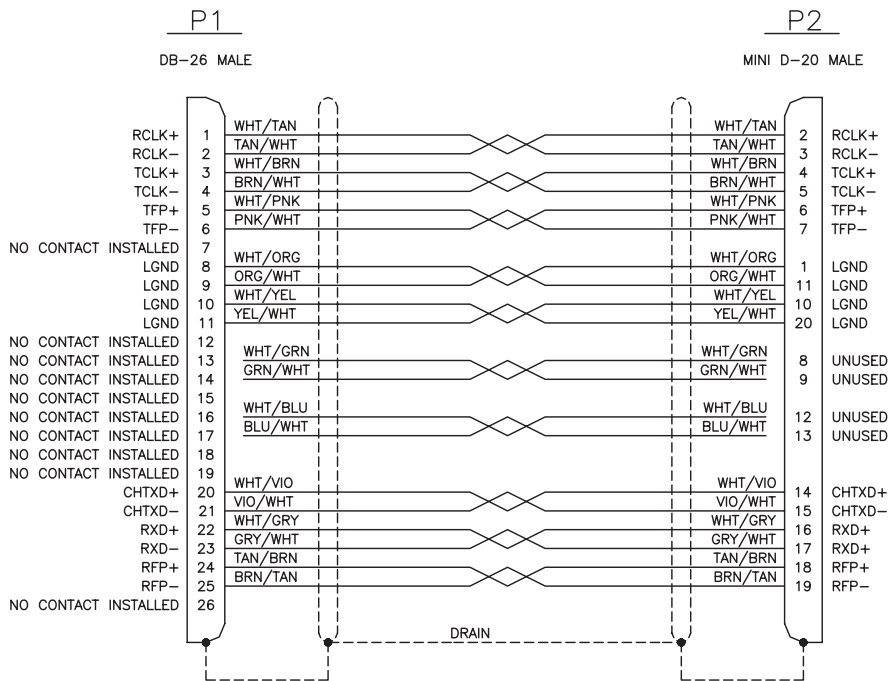 P1 P2
DB-26 MALE MINI D-20 MALE
RCLK+ 1 WHT/TAN WHT/TAN 2 RCLK+
RCLK- 2 TAN/WHT TAN/WHT 3 RCLK-
TCLK+ 3 WHT/BRN WHT/BRN 4 TCLK+
TCLK- 4 BRN/WHT BRN/WHT 5 TCLK-
TFP+ 5 WHT/PNK WHT/PNK 6 TFP+
TFP- 6 PNK/WHT PNK/WHT 7 TFP-
NO CONTACT INSTALLED 7
LGND 8 WHT/ORG WHT/ORG 1 LGND
LGND 9 ORG/WHT ORG/WHT 11 LGND
LGND 10 WHT/YEL WHT/YEL 10 LGND
LGND 11 YEL/WHT YEL/WHT 20 LGND
NO CONTACT INSTALLED 12
NO CONTACT INSTALLED 13 WHT/GRN WHT/GRN 8 UNUSED
NO CONTACT INSTALLED 14 GRN/WHT GRN/WHT 9 UNUSED
NO CONTACT INSTALLED 15
NO CONTACT INSTALLED 16 WHT/BLU WHT/BLU 12 UNUSED
NO CONTACT INSTALLED 17 BLU/WHT BLU/WHT 13 UNUSED
NO CONTACT INSTALLED 18
NO CONTACT INSTALLED 19
CHTXD+ 20 WHT/VIO WHT/VIO 14 CHTXD+
CHTXD- 21 VIO/WHT VIO/WHT 15 CHTXD-
RXD+ 22 WHT/GRY WHT/GRY 16 RXD+
RXD- 23 GRY/WHT GRY/WHT 17 RXD+
RFP+ 24 TAN/BRN TAN/BRN 18 RFP+
RFP- 25 BRN/TAN BRN/TAN 19 RFP-
NO CONTACT INSTALLED 26
DRAIN